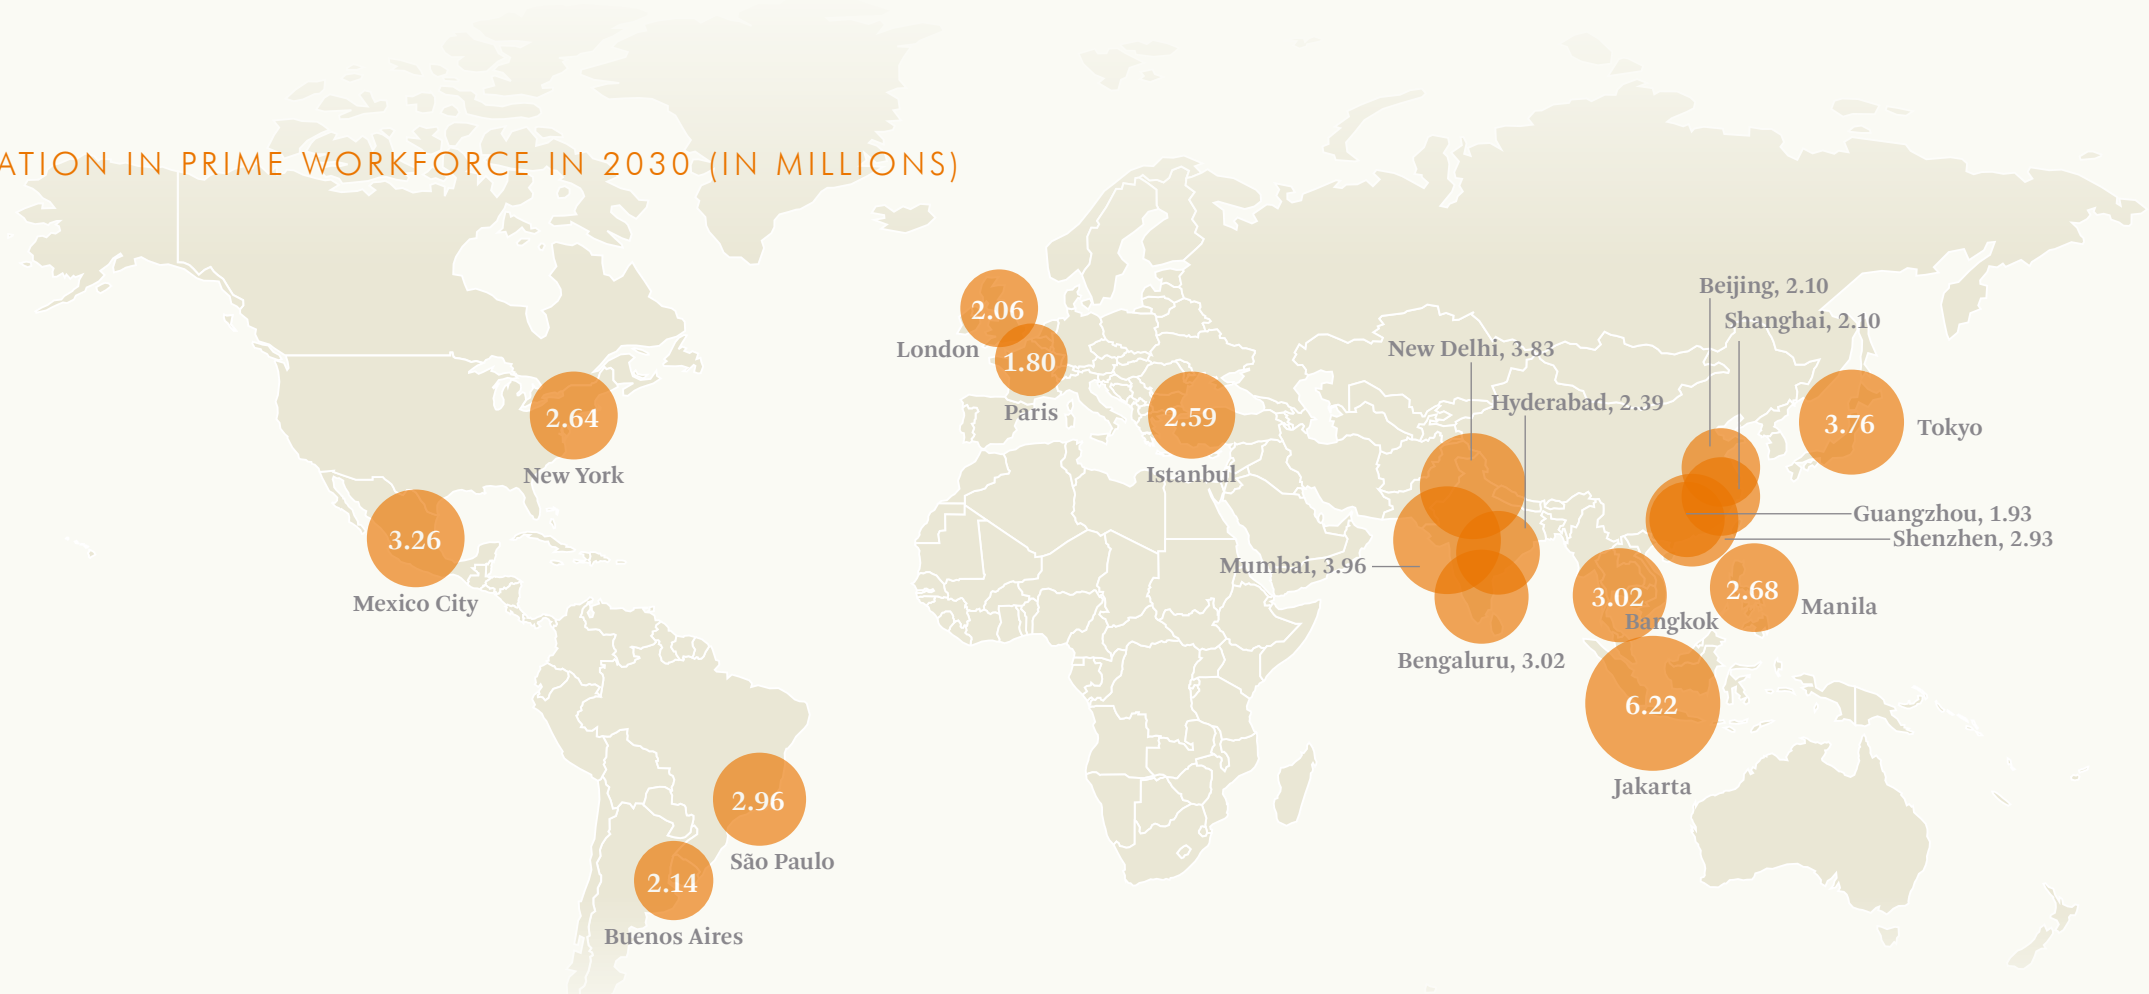 ATION IN PRIME WORKFORCE IN 2030 (IN MILLIONS)
Beijing, 2.10
2.06
Shanghai, 2.10
London
New Delhi, 3.83
1.80
Hyderabad, 2.39
Paris
2.64
2.59
3.76
Tokyo
New York
Istanbul
Guangzhou, 1.93
3.26
Shenzhen, 2.93
Mumbai, 3.96
3.02
2.68
Mexico City
Manila
Bangkok
Bengaluru, 3.02
6.22
Jakarta
2.96
São Paulo
2.14
Buenos Aires